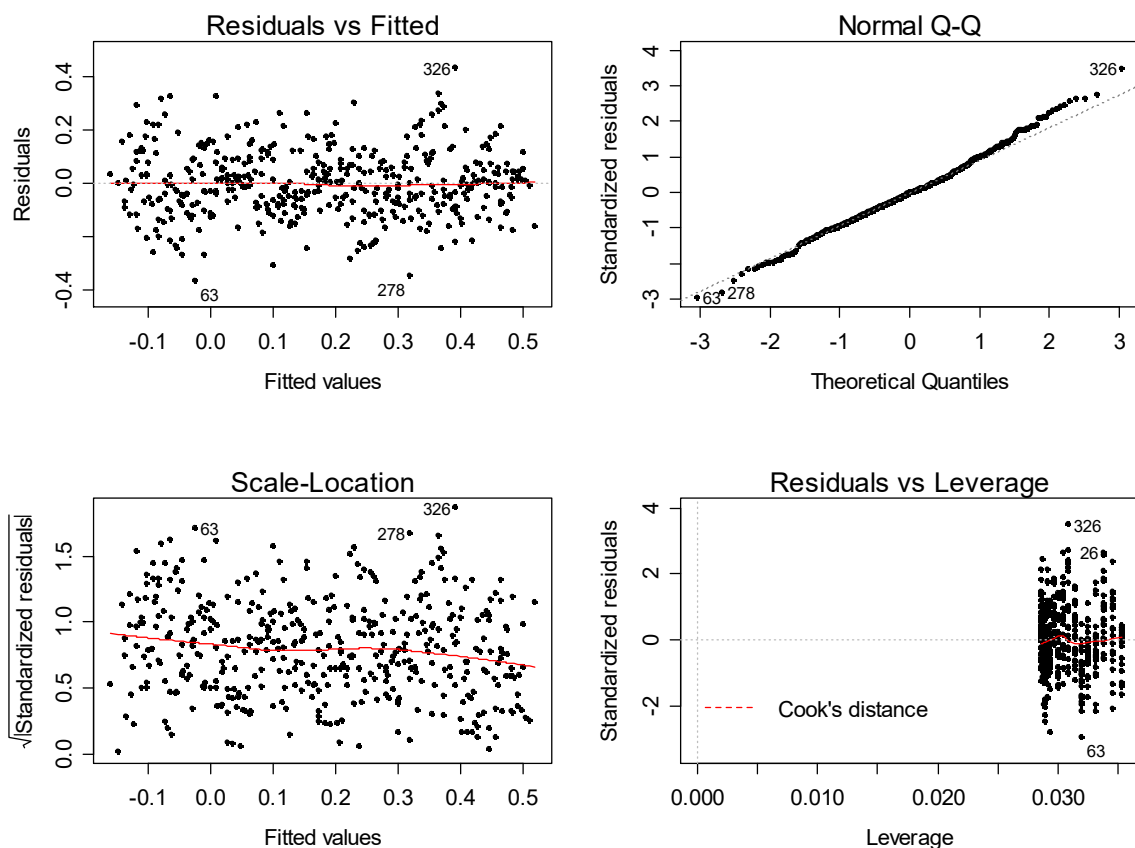 Residuals vs Fitted
Residuals
0.4
0.2
0.0
-0.4
326
63
278
-0.1 0.0 0.1 0.2 0.3 0.4 0.5
Fitted values
Normal Q-Q
Standardized residuals
4
3
2
1
0
-1
-3
326
63
278
-3 -2 -1 0 1 2 3
Theoretical Quantiles
Scale-Location
√|Standardized residuals|
1.5
1.0
0.5
0.0
63
278
326
-0.1 0.0 0.1 0.2 0.3 0.4 0.5
Fitted values
Residuals vs Leverage
Standardized residuals
4
2
0
-2
326
26
63
Cook's distance
0.000 0.010 0.020 0.030
Leverage